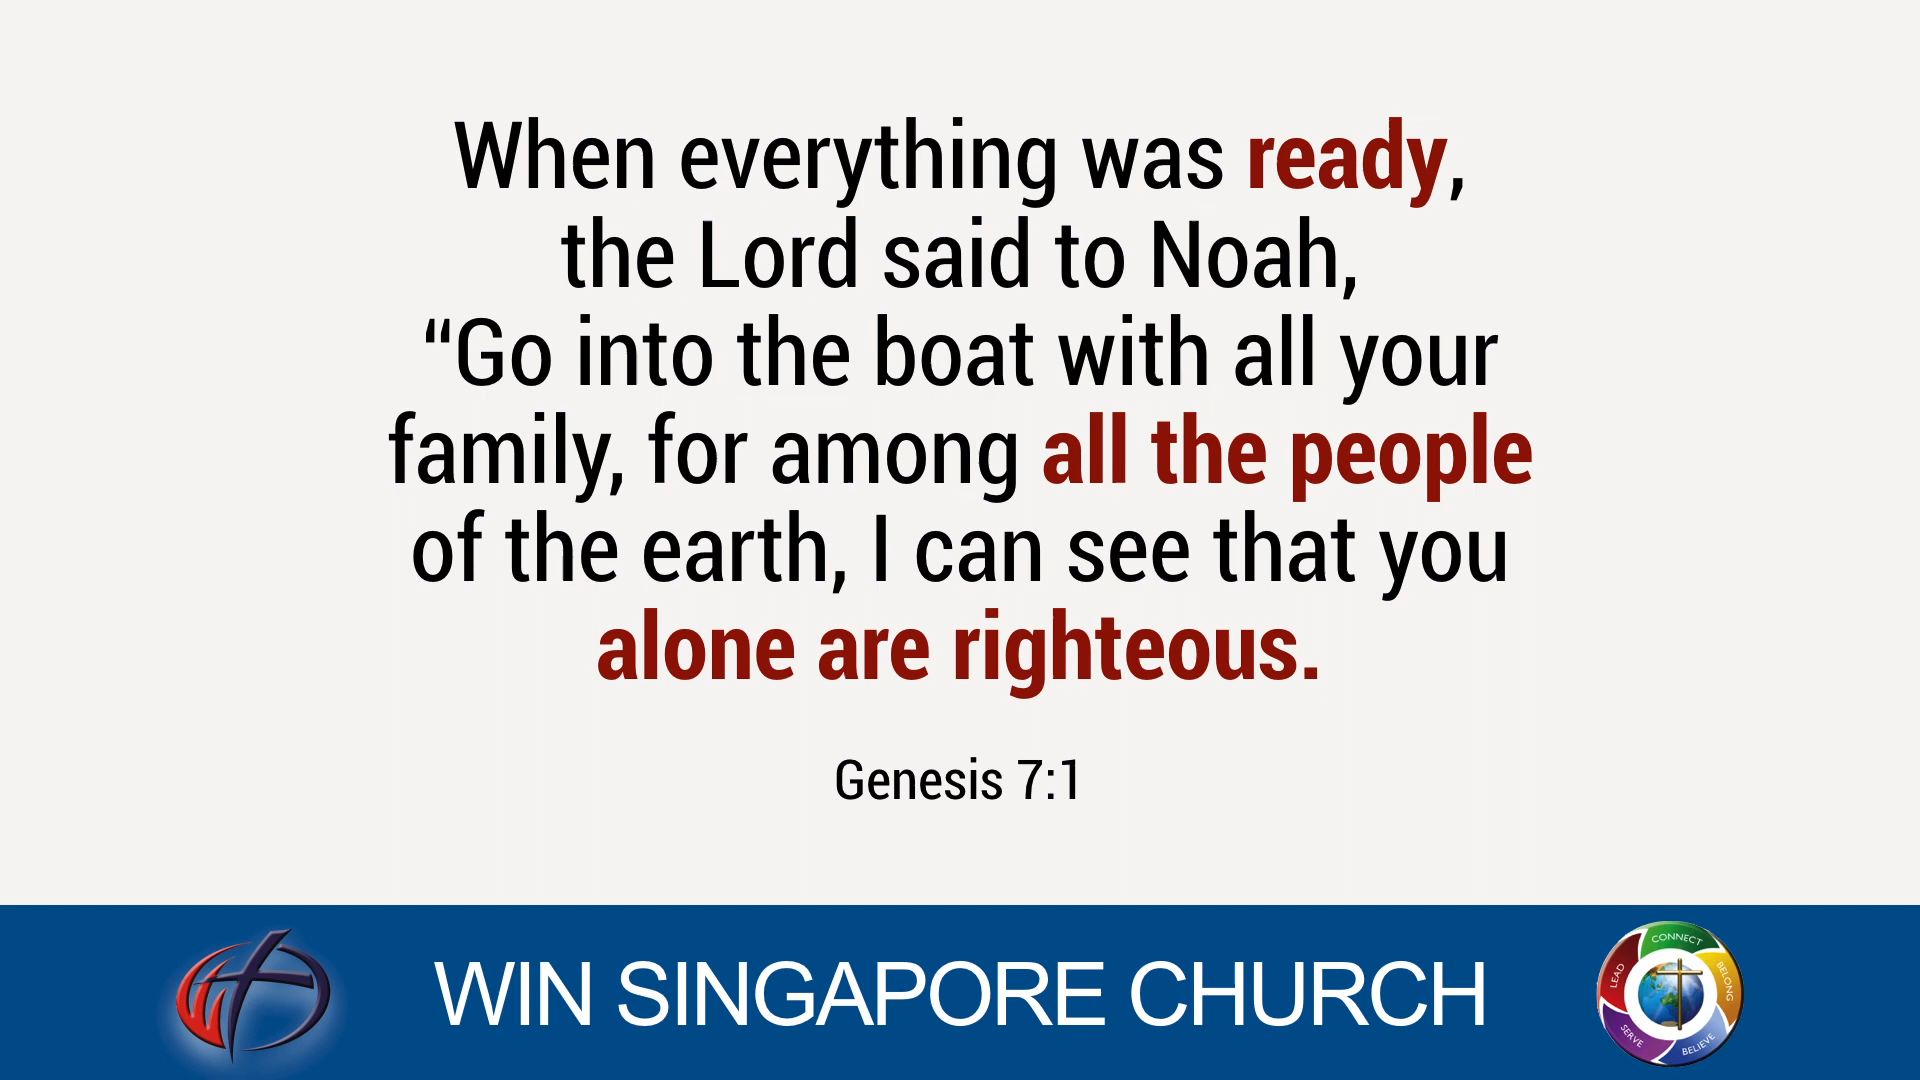 When everything was ready,
the Lord said to Noah,
“Go into the boat with all your
family, for among all the people
of the earth, I can see that you
alone are righteous.
Genesis 7:1
WIN SINGAPORE CHURCH
CONNECT
BELONG
BELIEVE
SERVE
LEAD